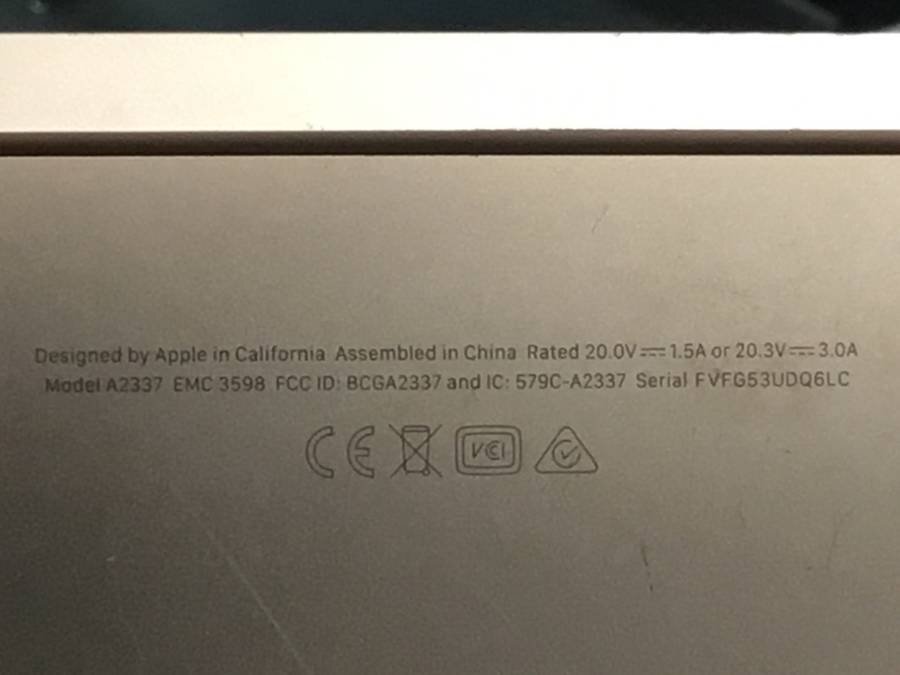 Designed by Apple in California Assembled in China Rated 20.0V⎓1.5A or 20.3V⎓3.0A
Model A2337 EMC 3598 FCC ID: BCGA2337 and IC: 579C-A2337 Serial FVFG53UDQ6LC
CE VCI